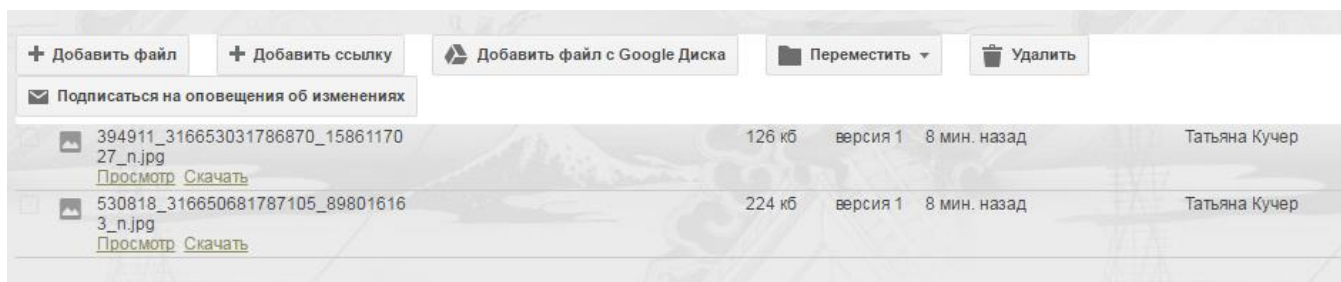 Добавить файл Добавить ссылку Добавить файл с Google Диска Переместить Удалить
Подписаться на оповещения об изменениях
394911_316653031786870_15861170 126 кб версия 1 8 мин. назад Татьяна Кучер
27_n.jpg
Просмотр Скачать
530818_316650681787105_89801616 224 кб версия 1 8 мин. назад Татьяна Кучер
3_n.jpg
Просмотр Скачать